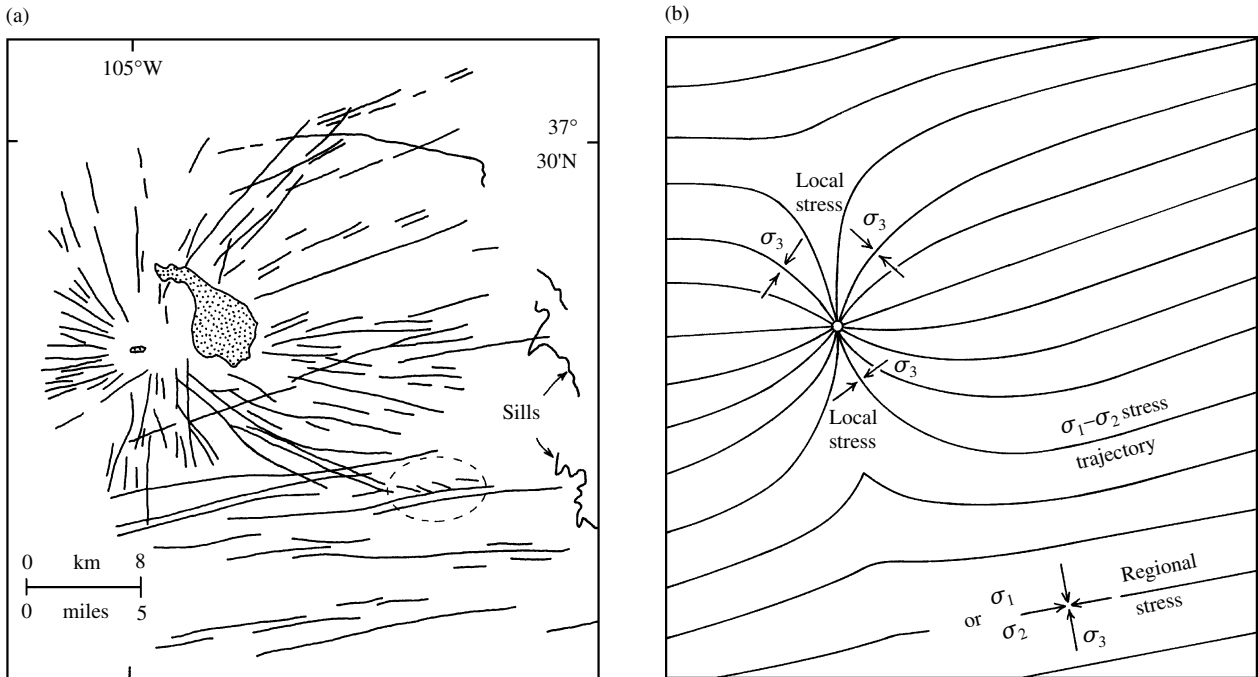 (a)
105°W
37°
30'N
Sills
0 km 8
0 miles 5
(b)
Local
stress
σ3
σ3
σ3
Local
stress
σ1–σ2 stress
trajectory
Regional
stress
or σ1
σ2
σ3